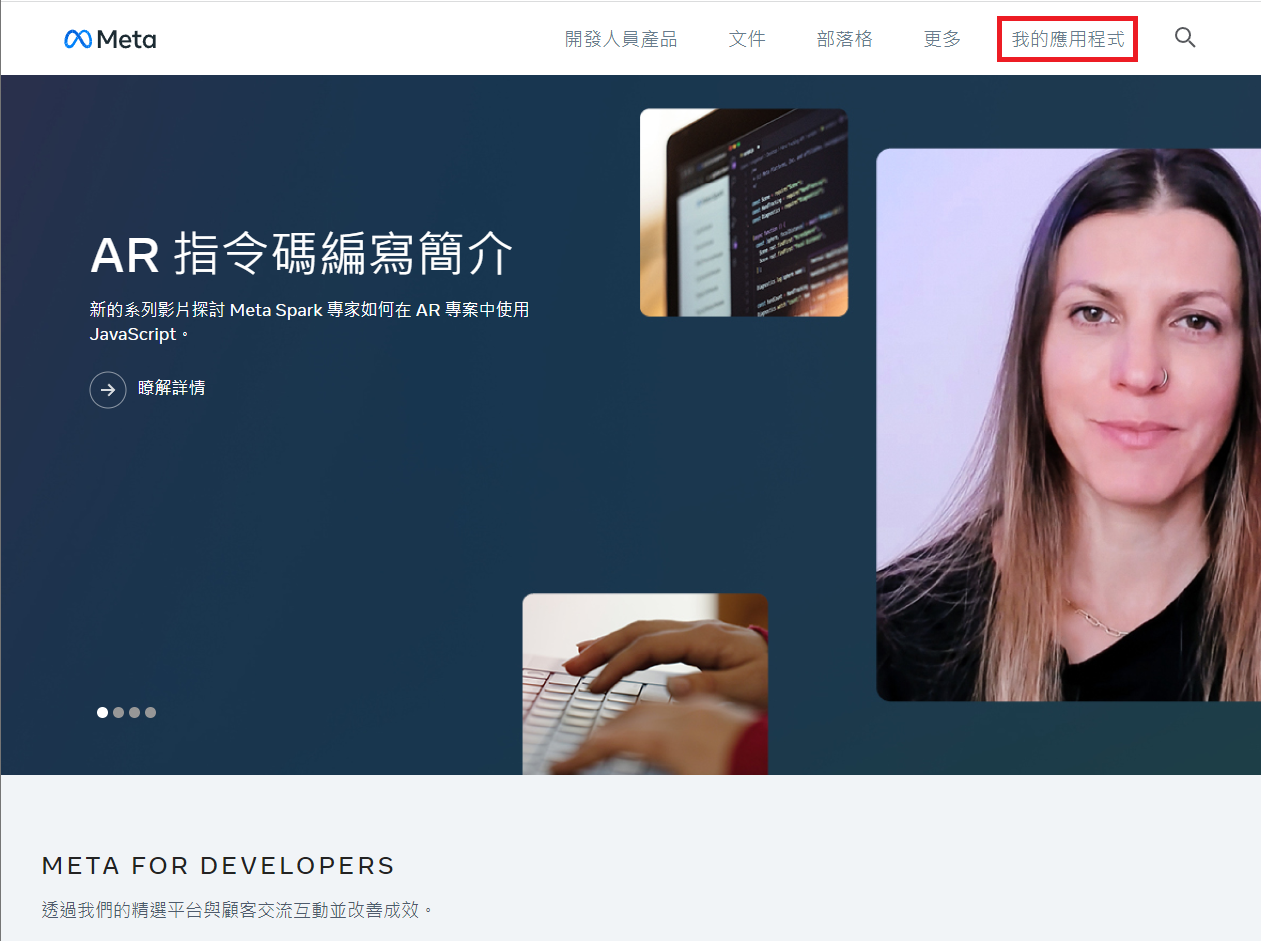 Meta
開發人員產品
文件
部落格
更多
我的應用程式
AR 指令碼編寫簡介
新的系列影片探討 Meta Spark 專家如何在 AR 專案中使用
JavaScript。
瞭解詳情
META FOR DEVELOPERS
透過我們的精選平台與顧客交流互動並改善成效。